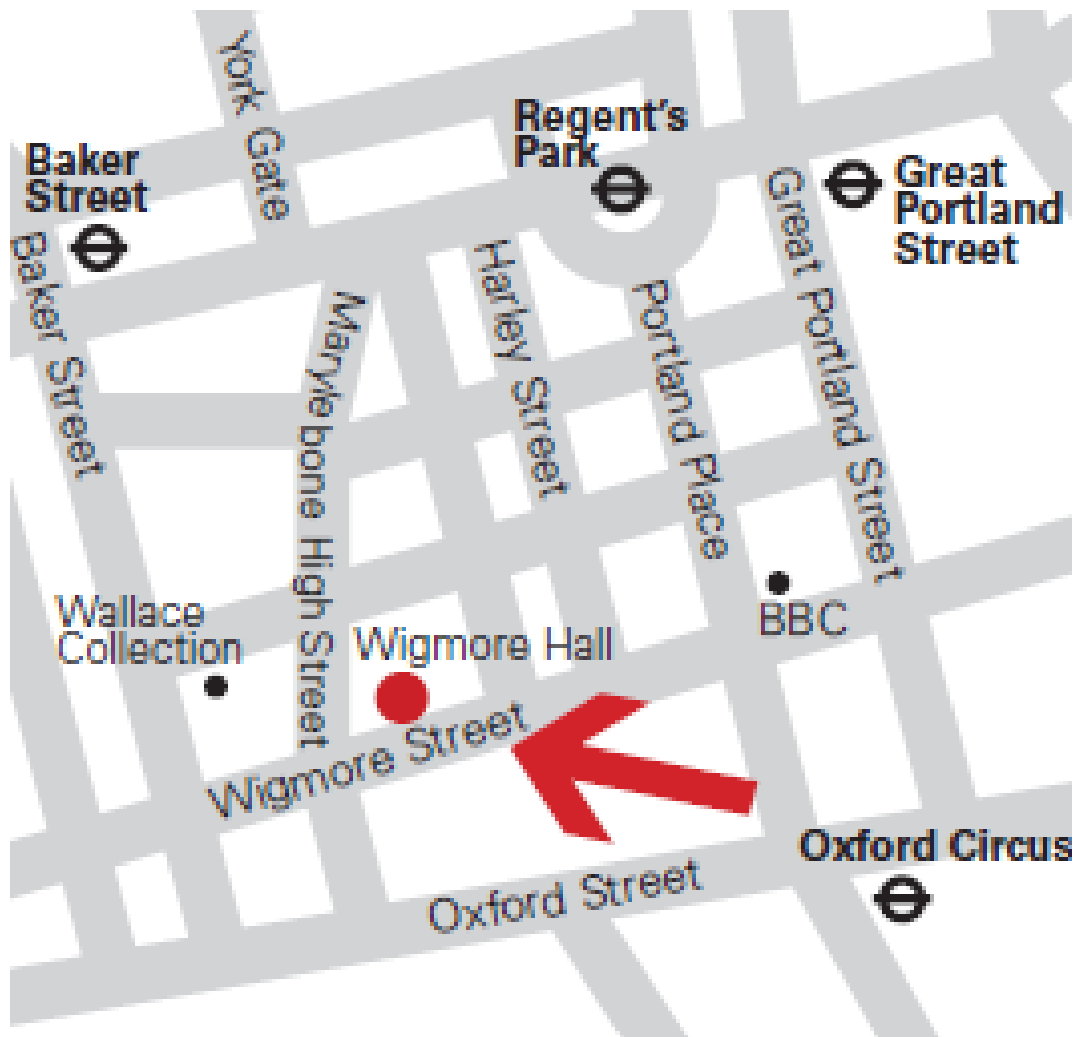 York Gate
Regent's
Park
Baker
Street
Great
Portland
Street
Baker Street
Harley Street
Marylebone High Street
Portland Place
Great Portland Street
Wallace
Collection
Wigmore Hall
BBC
Wigmore Street
Oxford Circus
Oxford Street